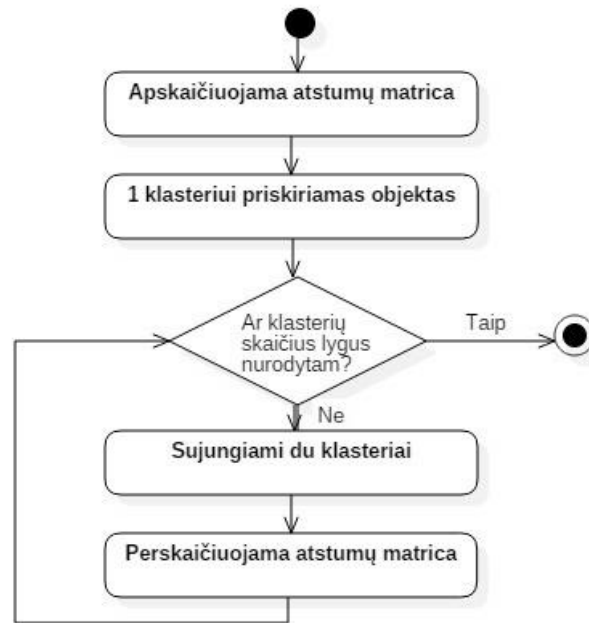 Apskaičiuojama atstumų matrica
1 klasteriui priskiriamas objektas
Ar klasterių
skaičius lygus
nurodytam?
Taip
Ne
Sujungiami du klasteriai
Perskaičiuojama atstumų matrica